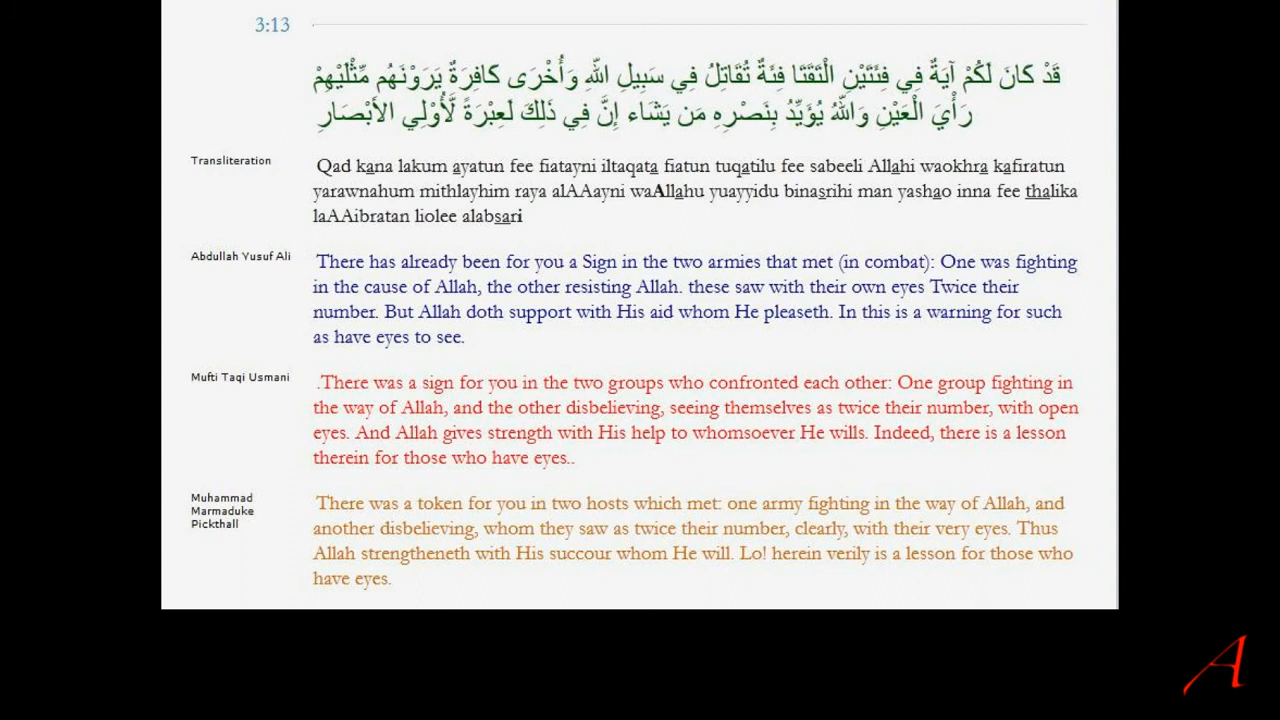 3:13
قَدْ كَانَ لَكُمْ آيَةٌ فِي فِئَتَيْنِ الْتَقَتَا فِئَةٌ تُقَاتِلُ فِي سَبِيلِ اللّهِ وَأُخْرَى كَافِرَةٌ يَرَوْنَهُم مِّثْلَيْهِمْ
رَأْيَ الْعَيْنِ وَاللّهُ يُؤَيِّدُ بِنَصْرِهِ مَن يَشَاء إِنَّ فِي ذَلِكَ لَعِبْرَةً لَّأُوْلِي الأَبْصَارِ
Transliteration
Qad kana lakum ayatun fee fiatayni iltaqata fiatun tuqatilu fee sabeeli Allahi waokhra kafiratun
yarawnahum mithlayhim raya alAAayni waAllahu yuayyidu binasrihi man yashao inna fee thalika
laAAibratan liolee alabsari
Abdullah Yusuf Ali
There has already been for you a Sign in the two armies that met (in combat): One was fighting
in the cause of Allah, the other resisting Allah. these saw with their own eyes Twice their
number. But Allah doth support with His aid whom He pleaseth. In this is a warning for such
as have eyes to see.
Mufti Taqi Usmani
.There was a sign for you in the two groups who confronted each other: One group fighting in
the way of Allah, and the other disbelieving, seeing themselves as twice their number, with open
eyes. And Allah gives strength with His help to whomsoever He wills. Indeed, there is a lesson
therein for those who have eyes..
Muhammad
Marmaduke
Pickthall
There was a token for you in two hosts which met: one army fighting in the way of Allah, and
another disbelieving, whom they saw as twice their number, clearly, with their very eyes. Thus
Allah strengtheneth with His succour whom He will. Lo! herein verily is a lesson for those who
have eyes.
A